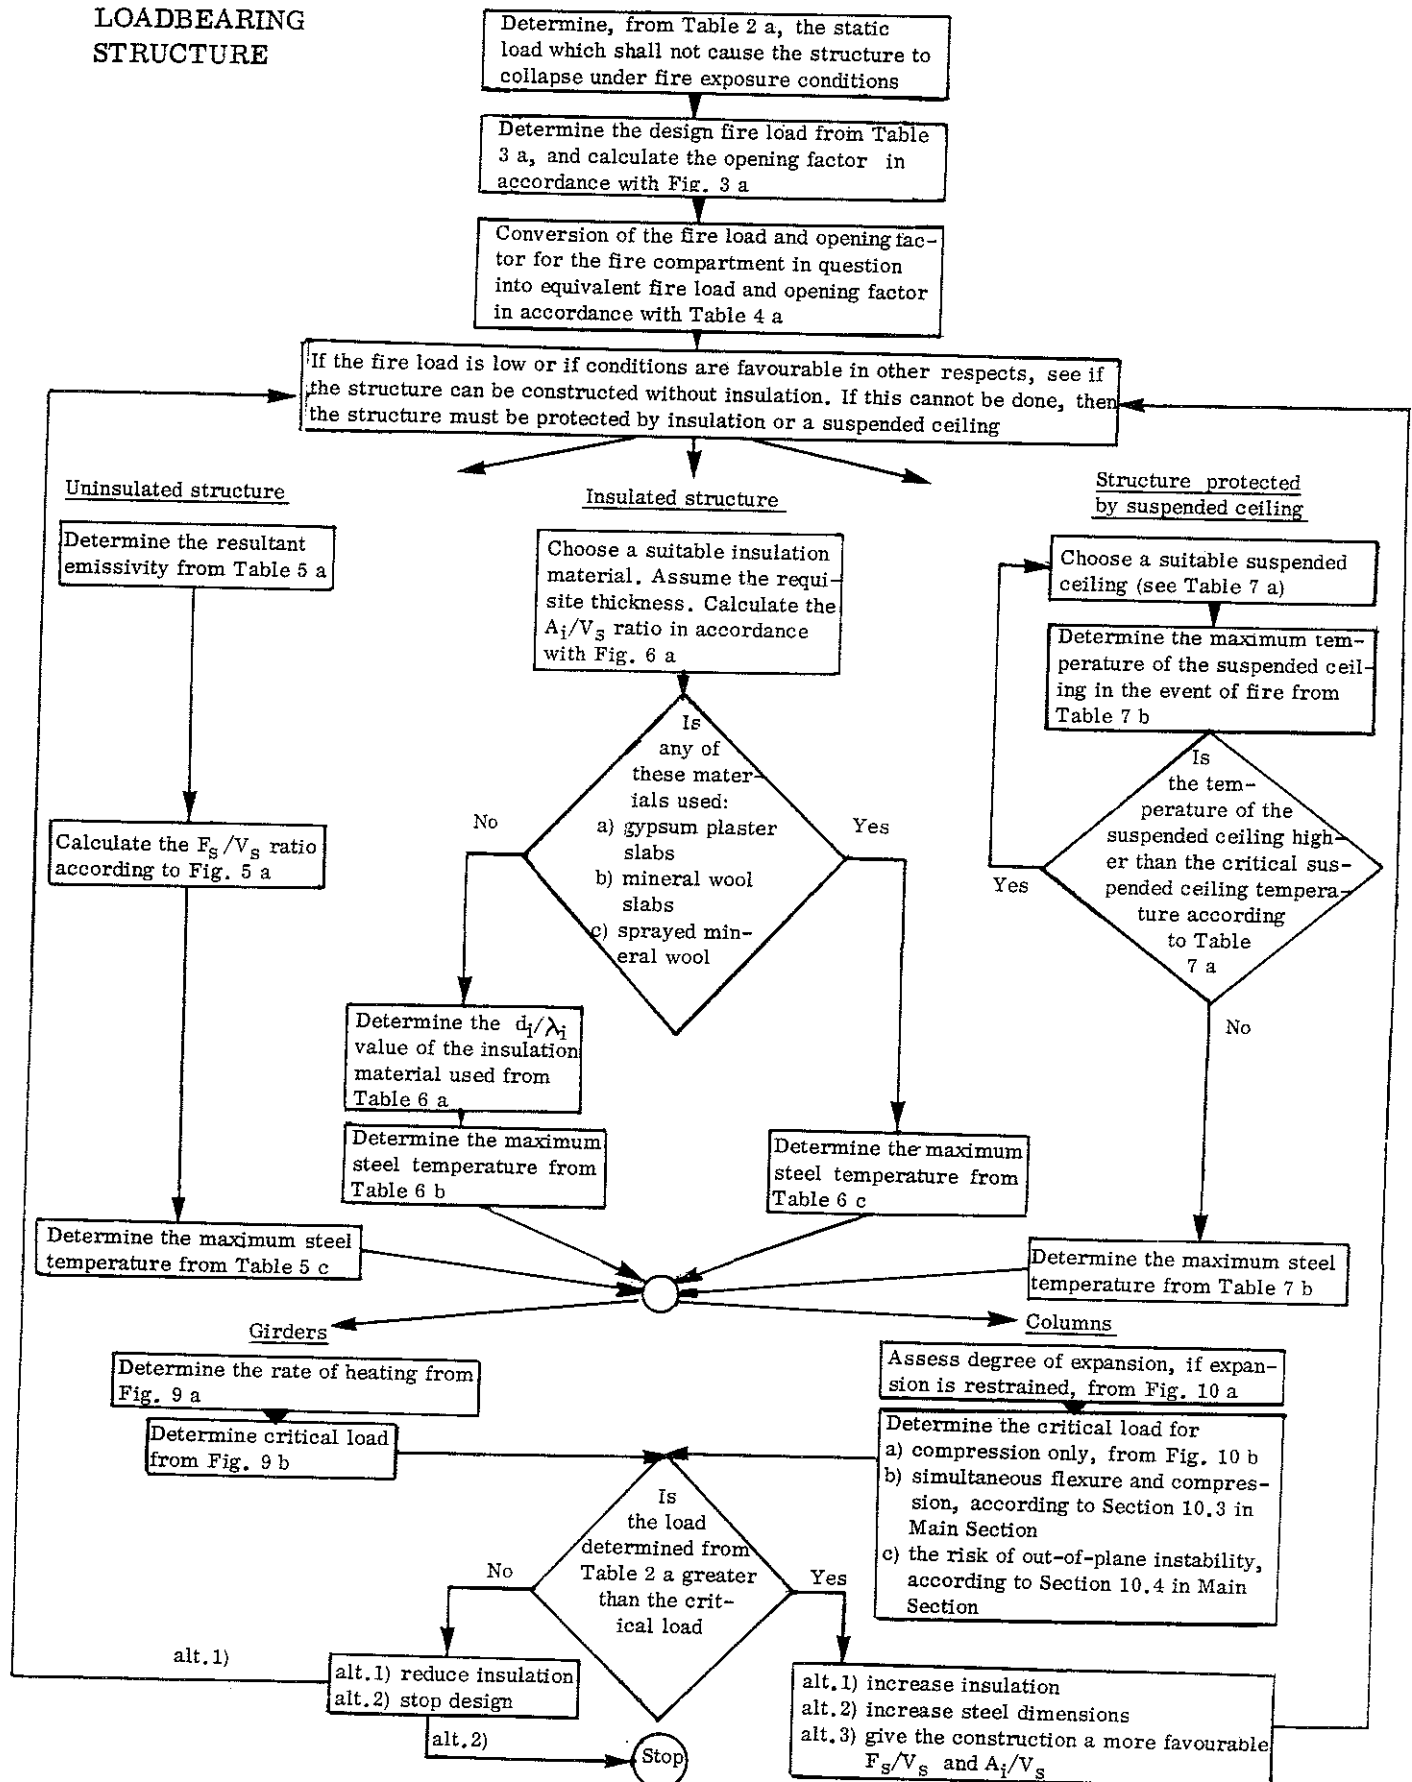 LOADBEARING
STRUCTURE
Determine, from Table 2 a, the static
load which shall not cause the structure to
collapse under fire exposure conditions
Determine the design fire load from Table
3 a, and calculate the opening factor in
accordance with Fig. 3 a
Conversion of the fire load and opening fac-
tor for the fire compartment in question
into equivalent fire load and opening factor
in accordance with Table 4 a
If the fire load is low or if conditions are favourable in other respects, see if
the structure can be constructed without insulation. If this cannot be done, then
the structure must be protected by insulation or a suspended ceiling
Uninsulated structure
Determine the resultant
emissivity from Table 5 a
Calculate the Fs/Vs ratio
according to Fig. 5 a
Determine the maximum steel
temperature from Table 5 c
Insulated structure
Choose a suitable insulation
material. Assume the requi-
site thickness. Calculate the
Ai/Vs ratio in accordance
with Fig. 6 a
Is
any of
these mater-
ials used:
a) gypsum plaster
slabs
b) mineral wool
slabs
c) sprayed min-
eral wool
No
Yes
Determine the di/λi
value of the insulation
material used from
Table 6 a
Determine the maximum
steel temperature from
Table 6 b
Determine the maximum
steel temperature from
Table 6 c
Structure protected
by suspended ceiling
Choose a suitable suspended
ceiling (see Table 7 a)
Determine the maximum tem-
perature of the suspended ceil-
ing in the event of fire from
Table 7 b
Is
the tem-
perature of the
suspended ceiling high-
er than the critical sus-
pended ceiling tempera-
ture according
to Table
7 a
Yes
No
Determine the maximum steel
temperature from Table 7 b
Girders
Determine the rate of heating from
Fig. 9 a
Determine critical load
from Fig. 9 b
Columns
Assess degree of expansion, if expan-
sion is restrained, from Fig. 10 a
Determine the critical load for
a) compression only, from Fig. 10 b
b) simultaneous flexure and compres-
sion, according to Section 10.3 in
Main Section
c) the risk of out-of-plane instability,
according to Section 10.4 in Main
Section
Is
the load
determined from
Table 2 a greater
than the crit-
ical load
No
Yes
alt.1)
alt.1) reduce insulation
alt.2) stop design
alt.2)
Stop
alt.1) increase insulation
alt.2) increase steel dimensions
alt.3) give the construction a more favourable
Fs/Vs and Ai/Vs